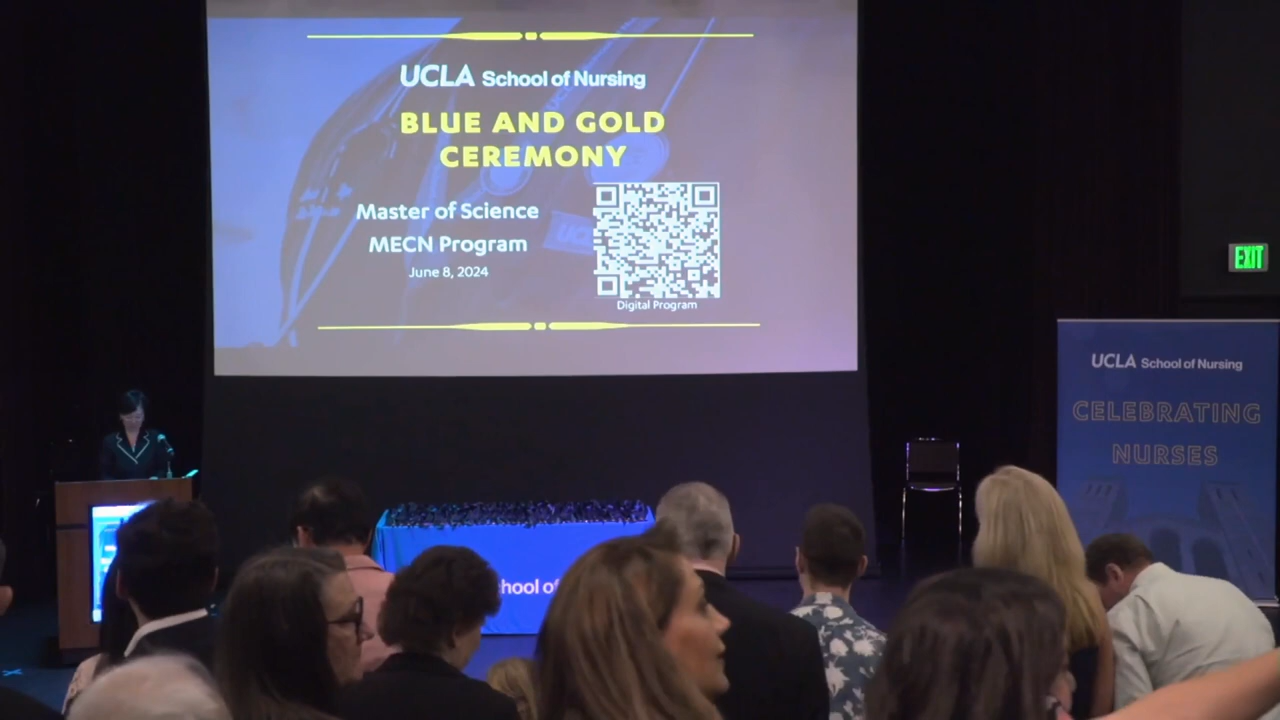 UCLA School of Nursing
BLUE AND GOLD
CEREMONY
Master of Science
MECN Program
June 8, 2024
Digital Program
EXIT
UCLA School of Nursing
CELEBRATING
NURSES
hool of